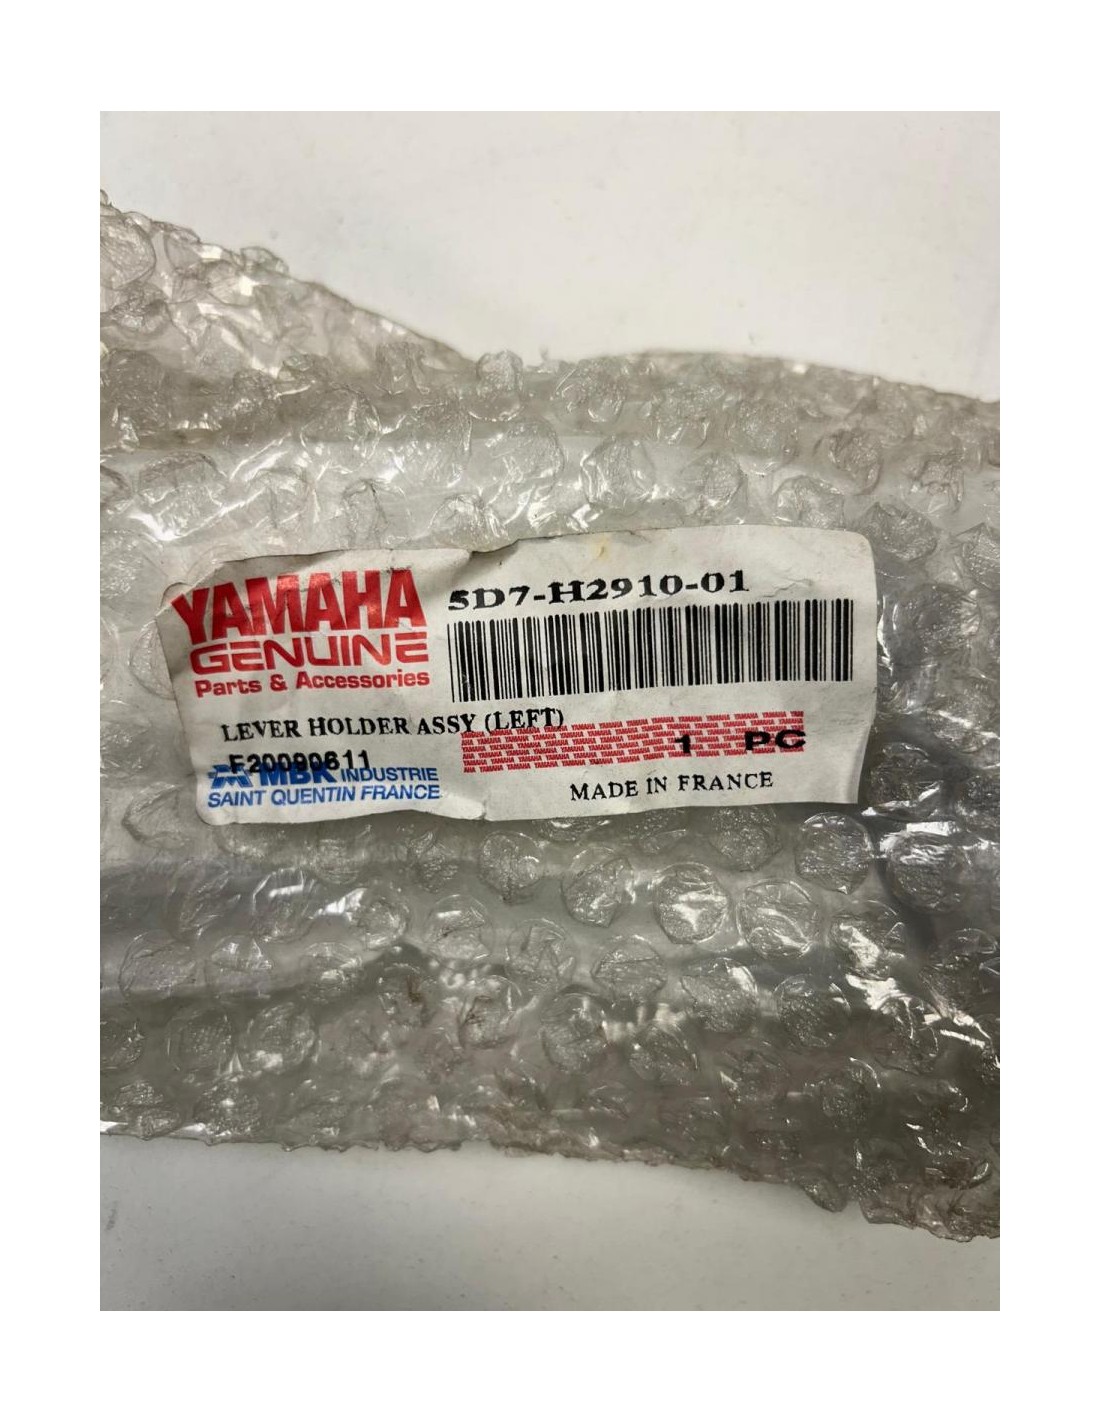 YAMAHA
GENUINE
Parts & Accessories
5D7-H2910-01
LEVER HOLDER ASSY (LEFT)
F20090611
MBK INDUSTRIE
SAINT QUENTIN FRANCE
1 PC
MADE IN FRANCE